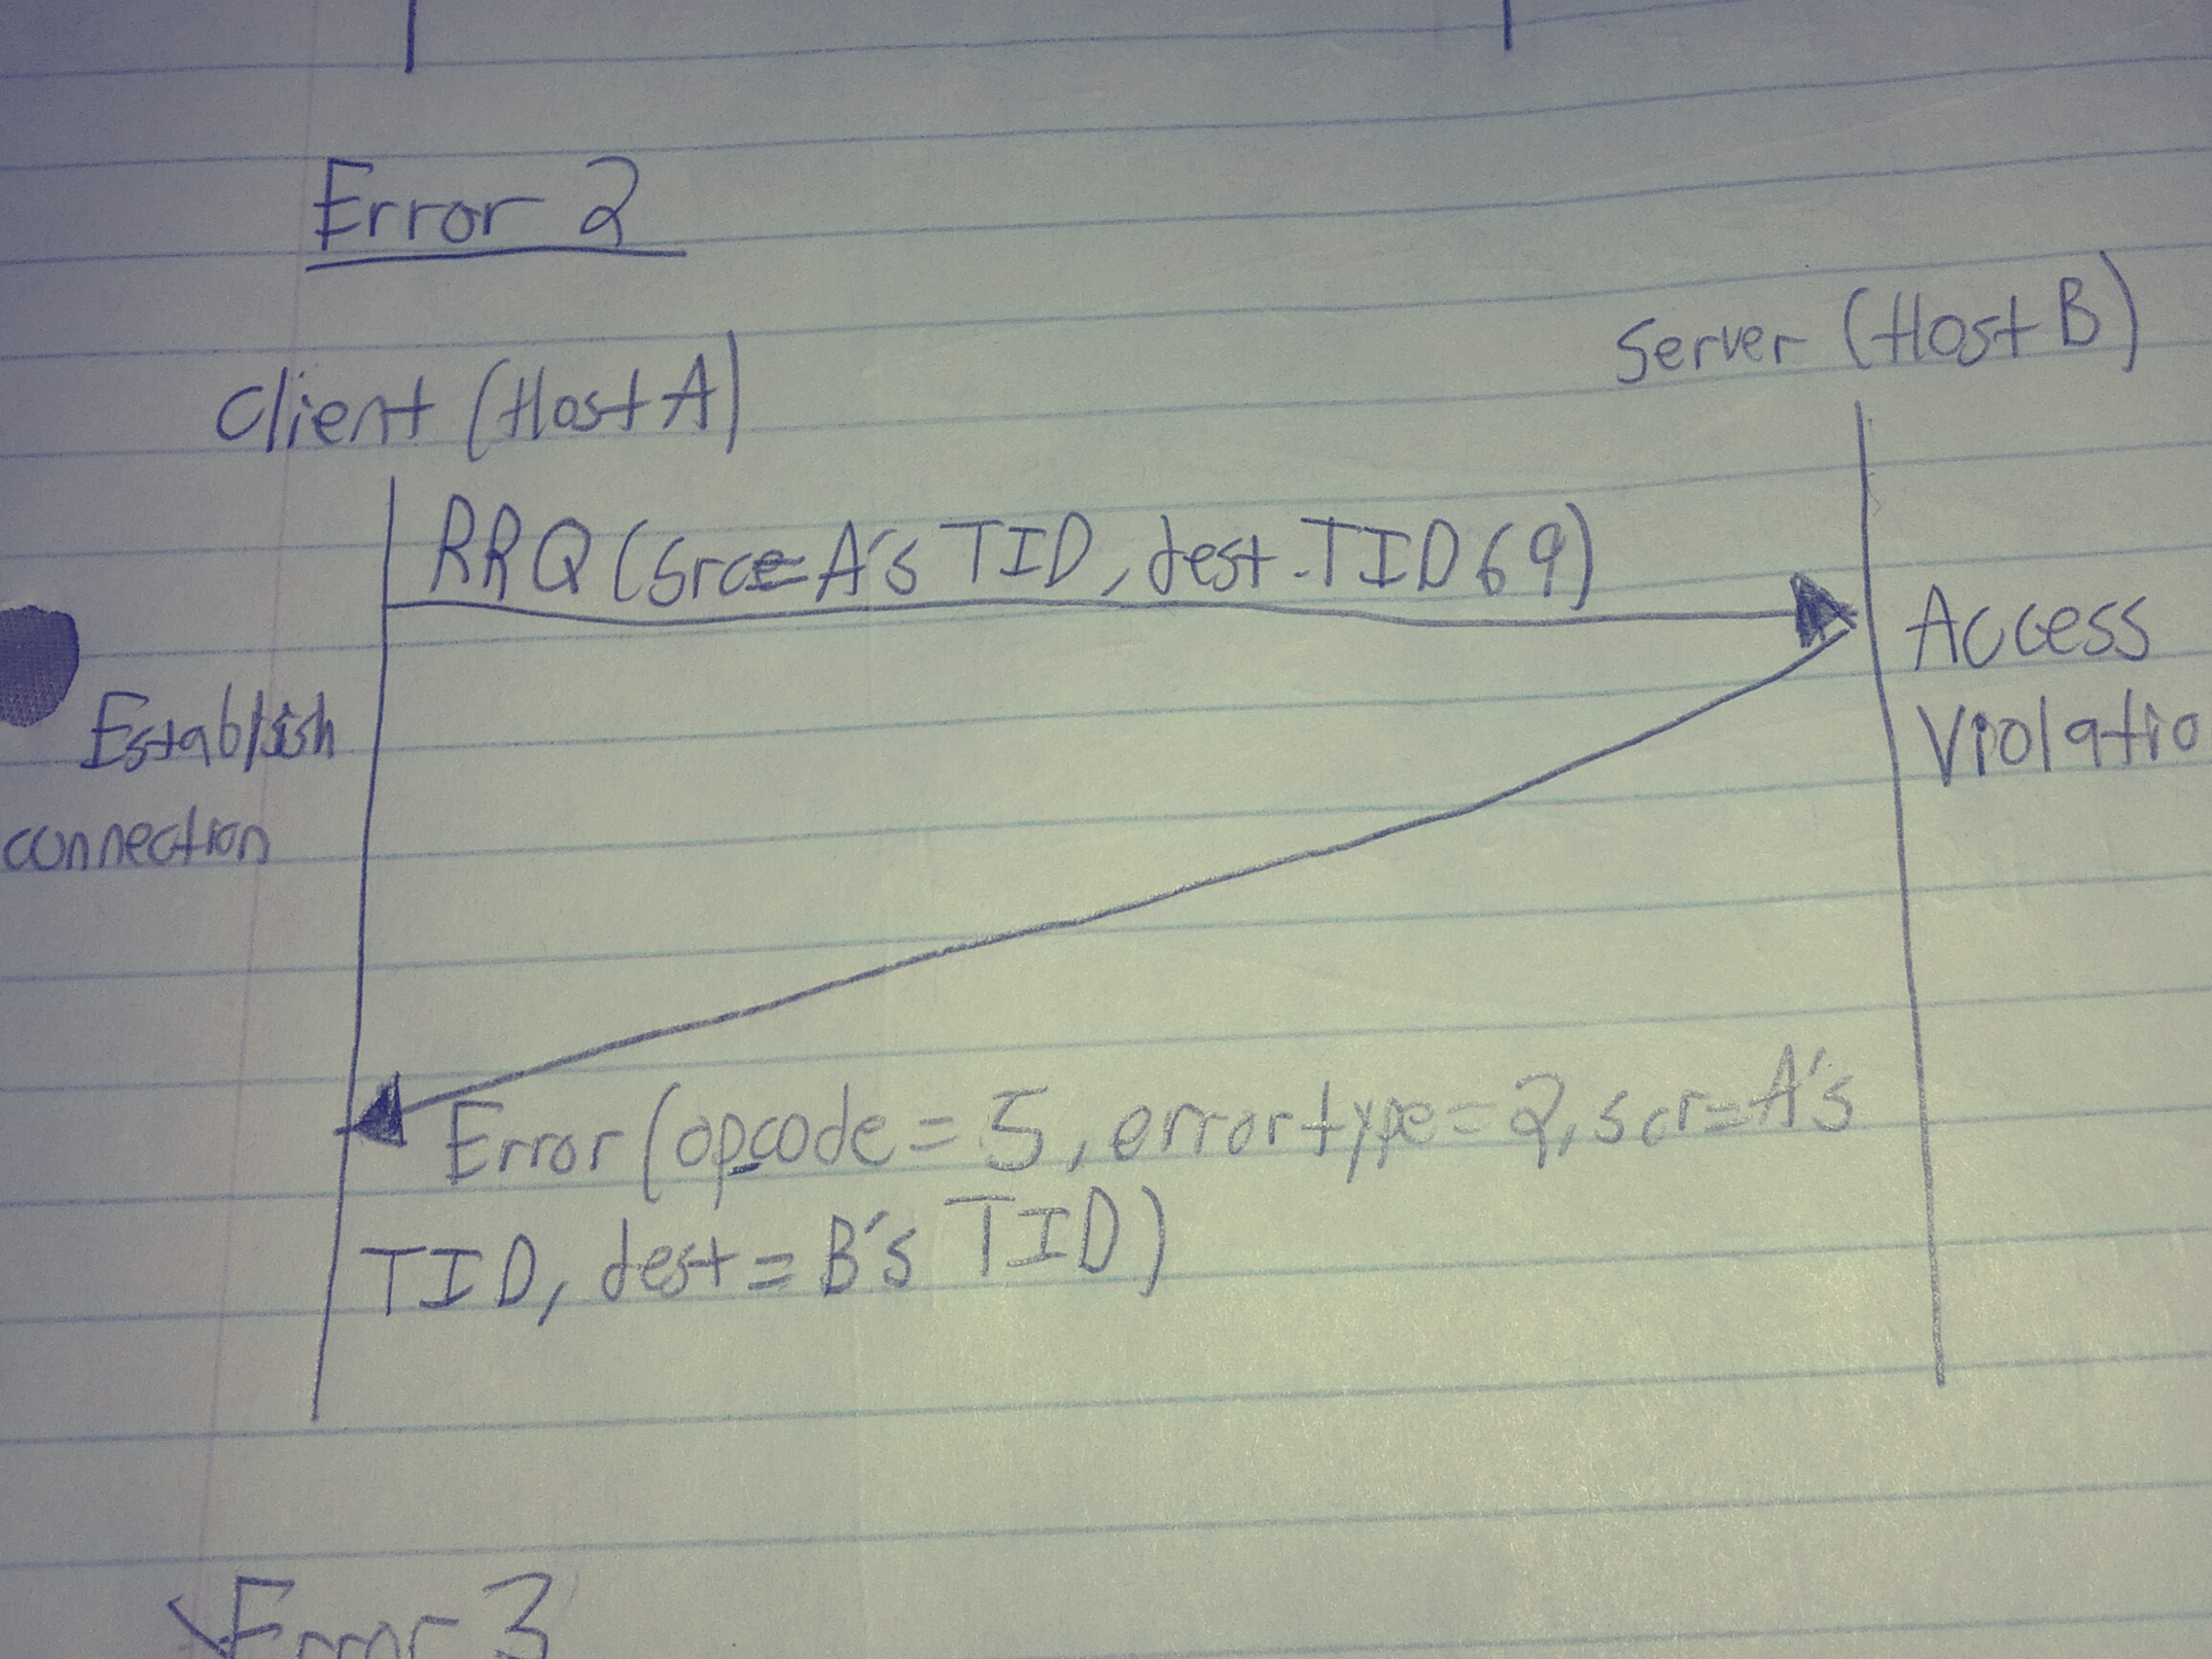 Error 2
Server (Host B)
Client (Host A)
RRQ (srce=A's TID, dest.TID 69)
Access
Violatio
Establish
connection
Error (opcode = 5, errortype = 2, scr=A's
TID, dest = B's TID)
Error 3